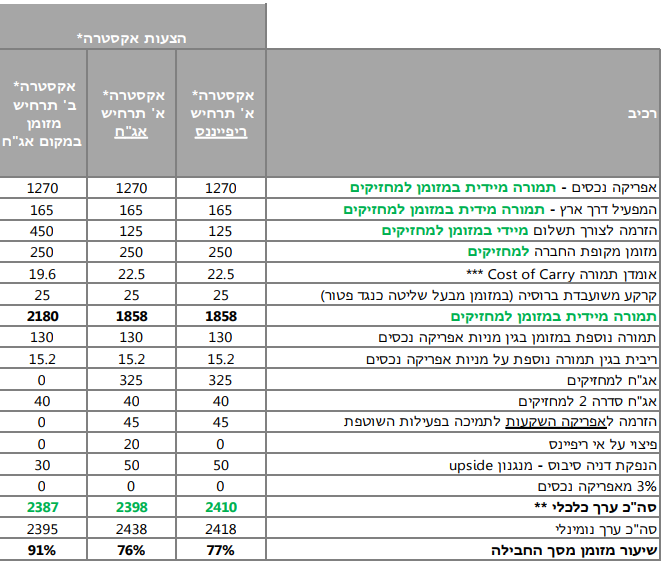 הצעות אקסטרה*
רכיב
אקסטרה*
א' תרחיש
ריפייננס
אקסטרה*
א' תרחיש
אג"ח
אקסטרה*
ב' תרחיש
מזומן
במקום אג"ח
אפריקה נכסים - תמורה מיידית במזומן למחזיקים 1270 1270 1270
המפעיל דרך ארץ - תמורה מידית במזומן למחזיקים 165 165 165
הזרמה לצורך תשלום מיידי במזומן למחזיקים 125 125 450
מזומן מקופת החברה למחזיקים 250 250 250
אומדן תמורה Cost of Carry *** 22.5 22.5 19.6
קרקע משועבדת ברוסיה (במזומן מבעל שליטה כנגד פטור) 25 25 25
תמורה מיידית במזומן למחזיקים 1858 1858 2180
תמורה נוספת במזומן בגין מניות אפריקה נכסים 130 130 130
ריבית בגין תמורה נוספת על מניות אפריקה נכסים 15.2 15.2 15.2
אג"ח למחזיקים 325 325 0
אג"ח סדרה 2 למחזיקים 40 40 40
הזרמה לאפריקה השקעות לתמיכה בפעילות השוטפת 45 45 0
פיצוי על אי ריפיינס 0 20 0
הנפקת דניה סיבוס - מנגנון upside 50 50 30
3% מאפריקה נכסים 0 0 0
סה"כ ערך כלכלי ** 2410 2398 2387
סה"כ ערך נומינלי 2418 2438 2395
שיעור מזומן מסך החבילה 77% 76% 91%